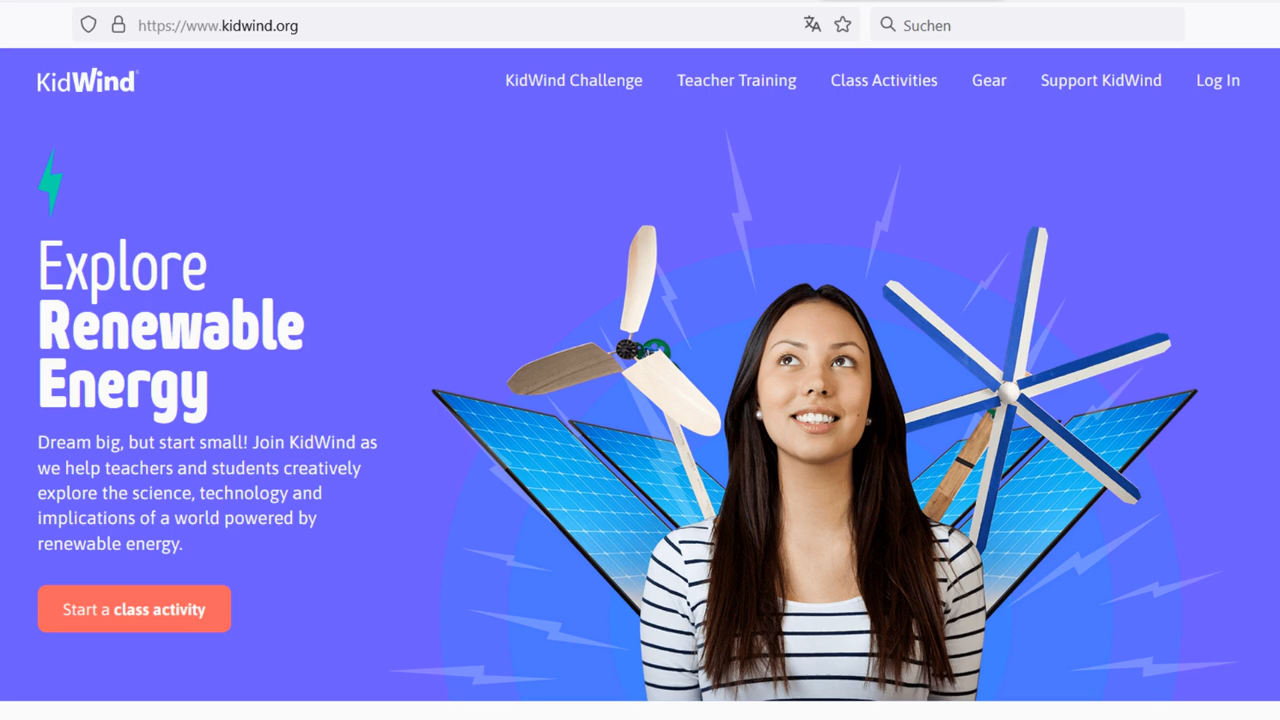 https://www.kidwind.org
Suchen
KidWind®
KidWind Challenge
Teacher Training
Class Activities
Gear
Support KidWind
Log In
Explore
Renewable
Energy
Dream big, but start small! Join KidWind as
we help teachers and students creatively
explore the science, technology and
implications of a world powered by
renewable energy.
Start a class activity